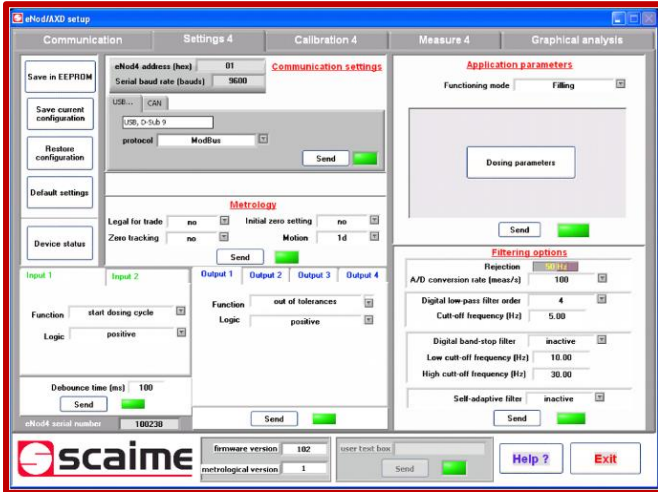 eNod/AXD setup
Communication Settings 4 Calibration 4 Measure 4 Graphical analysis
Save in EEPROM
Save current
configuration
Restore
configuration
Default settings
Device status
eNod4 address (hex) 01
Serial baud rate (bauds) 9600
Communication settings
USB... CAN
USB, D-Sub 9
protocol ModBus
Send
Metrology
Legal for trade no Initial zero setting no
Zero tracking no Motion 1d
Send
Input 1 Input 2
Function start dosing cycle
Logic positive
Debounce time (ms) 100
Send
eNod4 serial number 100230
Output 1 Output 2 Output 3 Output 4
Function out of tolerances
Logic positive
Send
Application parameters
Functioning mode Filling
Dosing parameters
Send
Filtering options
Rejection 50 Hz
A/D conversion rate (meas/s) 100
Digital low-pass filter order 4
Cutt-off frequency (Hz) 5.00
Digital band-stop filter inactive
Low cutt-off frequency (Hz) 10.00
High cutt-off frequency (Hz) 30.00
Self-adaptive filter inactive
Send
scaime
firmware version 102
metrological version 1
user text box
Send
Help ?
Exit